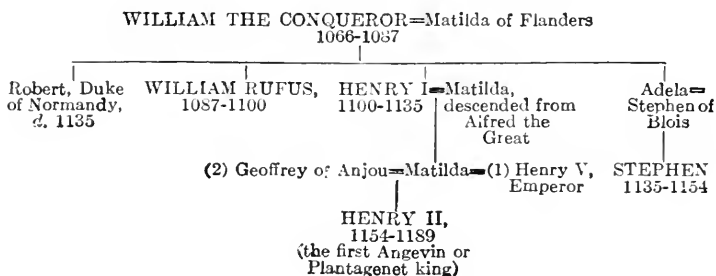 WILLIAM THE CONQUEROR=Matilda of Flanders
1066-1087
Robert, Duke of Normandy, d. 1135
WILLIAM RUFUS, 1087-1100
HENRY I=Matilda, descended from Alfred the Great
1100-1135
Adela=Stephen of Blois
(2) Geoffrey of Anjou=Matilda=(1) Henry V, Emperor
STEPHEN
1135-1154
HENRY II,
1154-1189
(the first Angevin or
Plantagenet king)